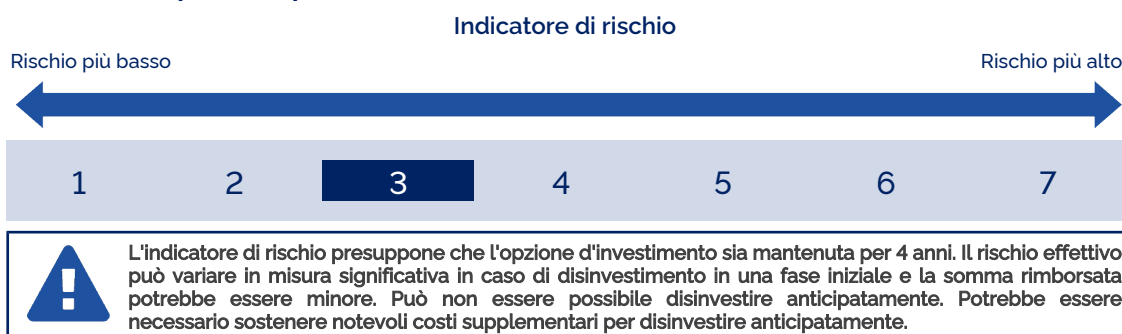 Indicatore di rischio
Rischio più basso Rischio più alto
1 2 3 4 5 6 7
L'indicatore di rischio presuppone che l'opzione d'investimento sia mantenuta per 4 anni. Il rischio effettivo
può variare in misura significativa in caso di disinvestimento in una fase iniziale e la somma rimborsata
potrebbe essere minore. Può non essere possibile disinvestire anticipatamente. Potrebbe essere
necessario sostenere notevoli costi supplementari per disinvestire anticipatamente.